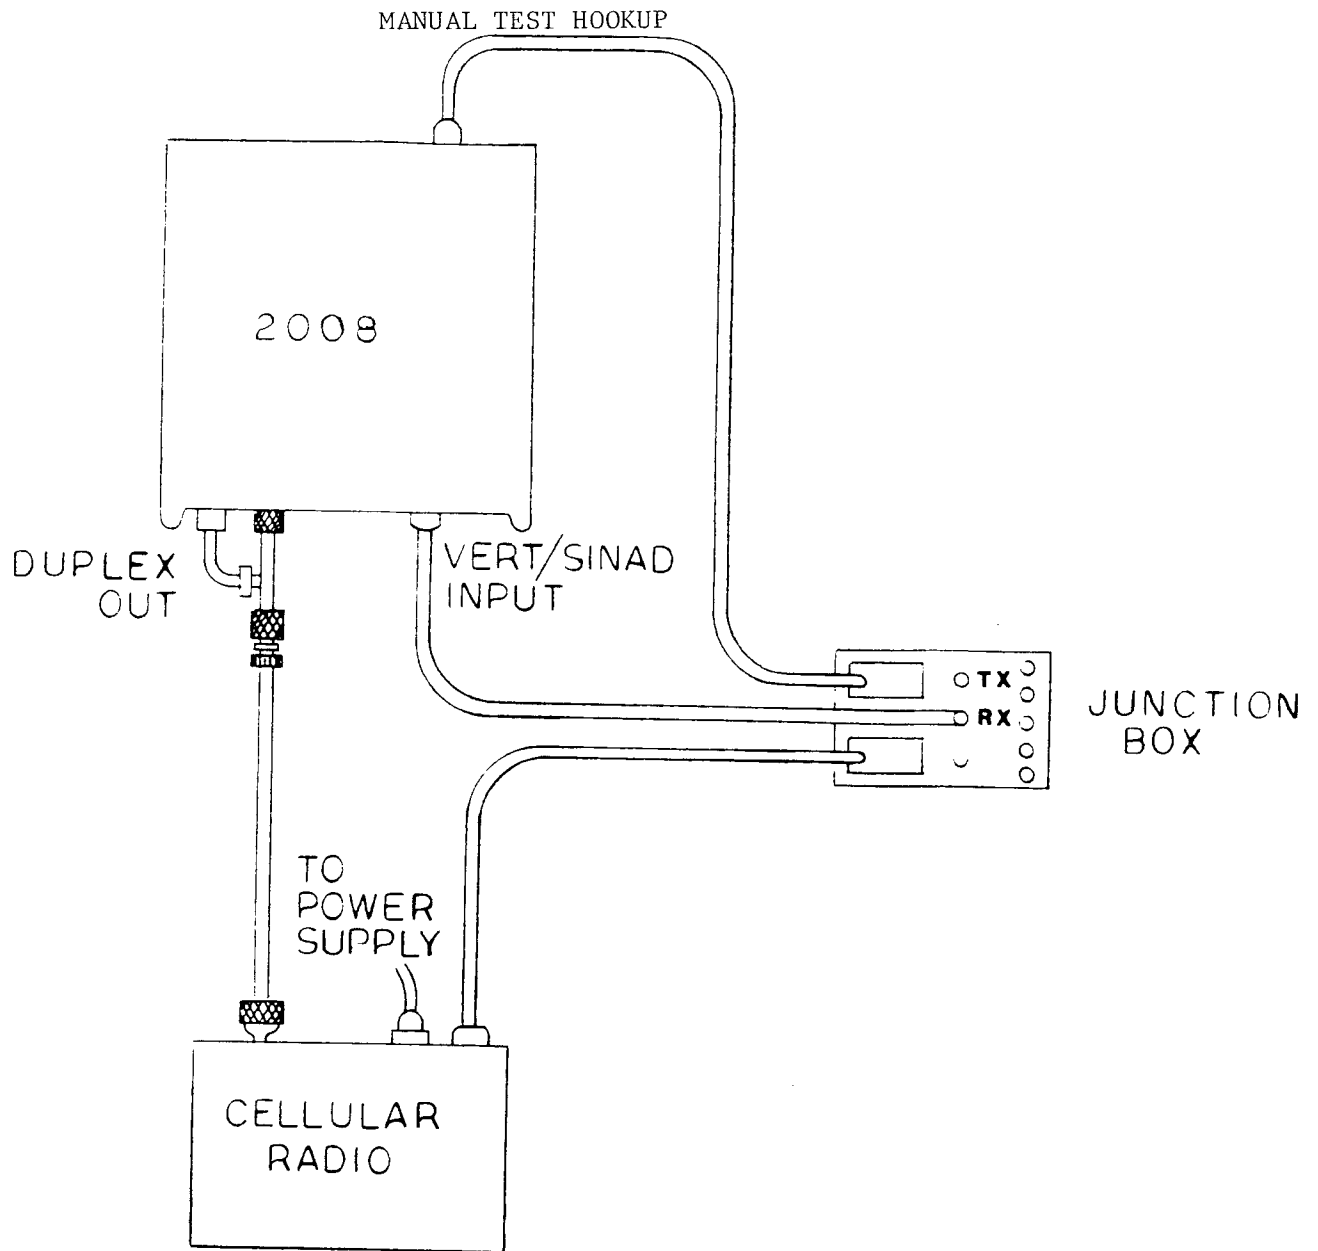 MANUAL TEST HOOKUP
2008
DUPLEX
OUT
VERT/SINAD
INPUT
TX
RX
JUNCTION
BOX
TO
POWER
SUPPLY
CELLULAR
RADIO